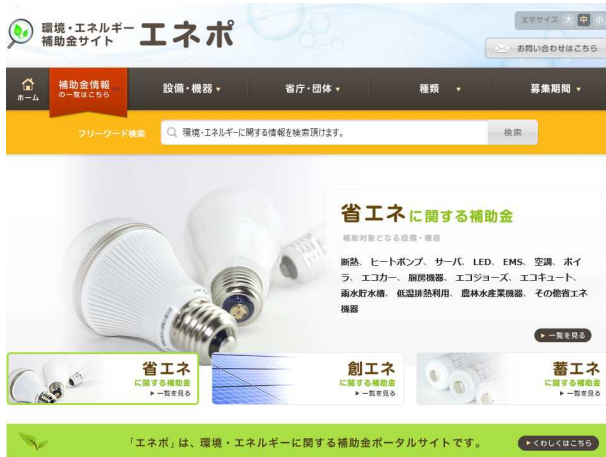 環境・エネルギー
補助金サイト エネポ
文字サイズ 大 中 小
お問い合わせはこちら
ホーム
補助金情報
の一覧はこちら
設備・機器
省庁・団体
種類
募集期間
フリーワード検索 環境・エネルギーに関する情報を検索頂けます。 検索
省エネに関する補助金
補助対象となる設備・機器
断熱、 ヒートポンプ、 サーバ、 LED、 EMS、 空調、 ボイ
ラ、 エコカー、 厨房機器、 エコジョーズ、 エコキュート、
雨水貯水槽、 低温排熱利用、 農林水産業機器、 その他省エネ
機器
一覧を見る
省エネ
に関する補助金
一覧を見る
創エネ
に関する補助金
一覧を見る
蓄エネ
に関する補助金
一覧を見る
「エネポ」は、環境・エネルギーに関する補助金ポータルサイトです。 くわしくはこちら